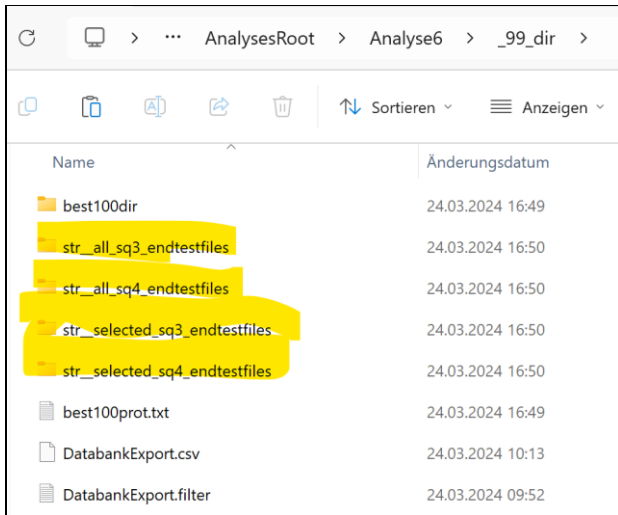 AnalysesRoot > Analyse6 > _99_dir >
Sortieren Anzeigen
Name Änderungsdatum
best100dir 24.03.2024 16:49
str__all_sq3_endtestfiles 24.03.2024 16:50
str__all_sq4_endtestfiles 24.03.2024 16:50
str__selected_sq3_endtestfiles 24.03.2024 16:50
str__selected_sq4_endtestfiles 24.03.2024 16:50
best100prot.txt 24.03.2024 16:49
DatabankExport.csv 24.03.2024 10:13
DatabankExport.filter 24.03.2024 09:52